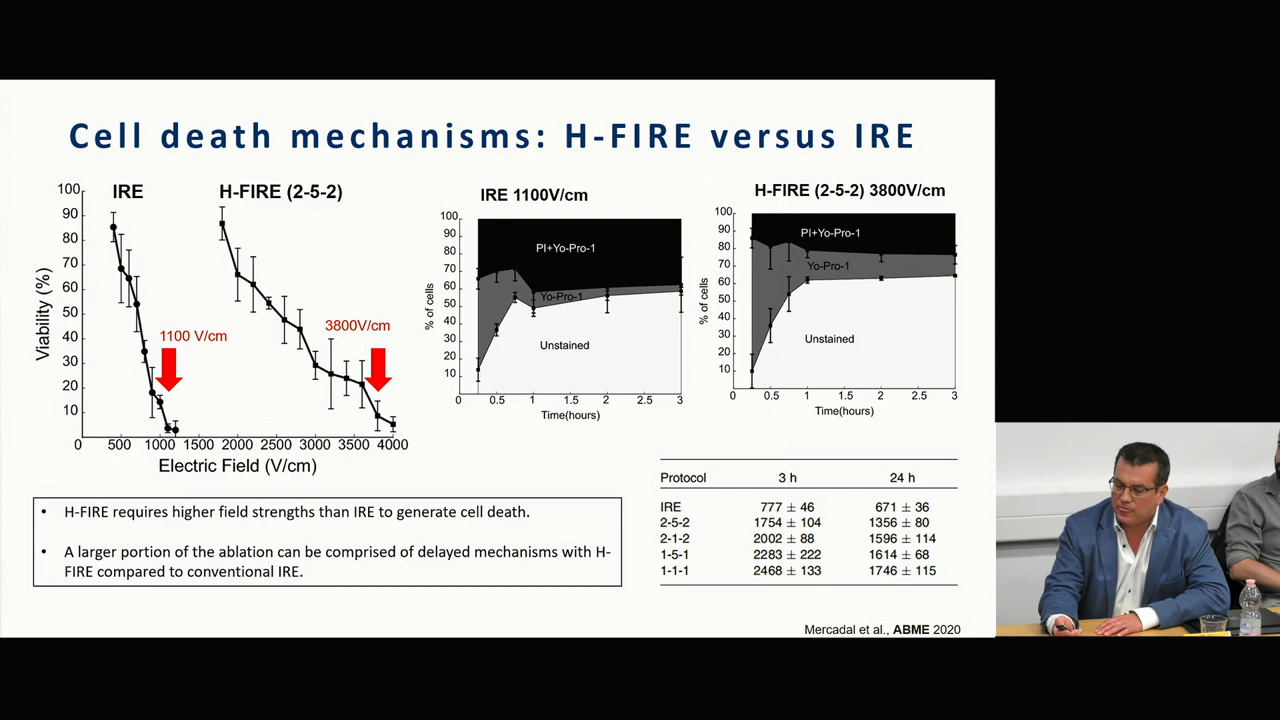 Cell death mechanisms: H-FIRE versus IRE
IRE
H-FIRE (2-5-2)
100
90
80
70
60
50
40
30
20
10
Viability (%)
1100 V/cm
3800V/cm
0 500 1000 1500 2000 2500 3000 3500 4000
Electric Field (V/cm)
IRE 1100V/cm
100
90
80
70
60
50
40
30
20
10
% of cells
PI+Yo-Pro-1
Yo-Pro-1
Unstained
0 0.5 1 1.5 2 2.5 3
Time(hours)
H-FIRE (2-5-2) 3800V/cm
100
90
80
70
60
50
40
30
20
10
% of cells
PI+Yo-Pro-1
Yo-Pro-1
Unstained
0 0.5 1 1.5 2 2.5 3
Time(hours)
• H-FIRE requires higher field strengths than IRE to generate cell death.
• A larger portion of the ablation can be comprised of delayed mechanisms with H-
FIRE compared to conventional IRE.
Protocol 3 h 24 h
IRE 777 ± 46 671 ± 36
2-5-2 1754 ± 104 1356 ± 80
2-1-2 2002 ± 88 1596 ± 114
1-5-1 2283 ± 222 1614 ± 68
1-1-1 2468 ± 133 1746 ± 115
Mercadal et al., ABME 2020